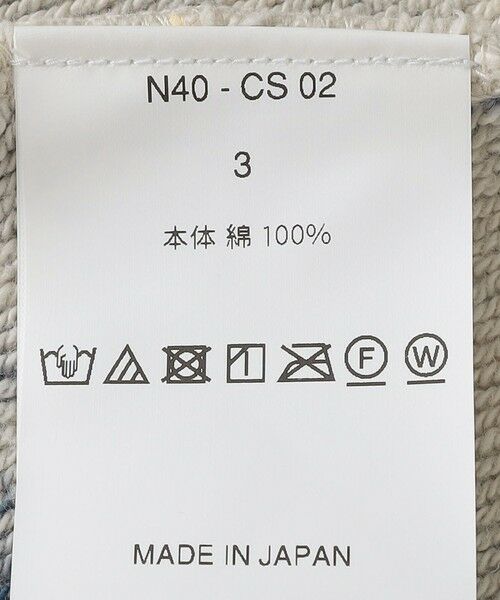 N40 - CS 02
3
本体 綿 100%
F W
MADE IN JAPAN